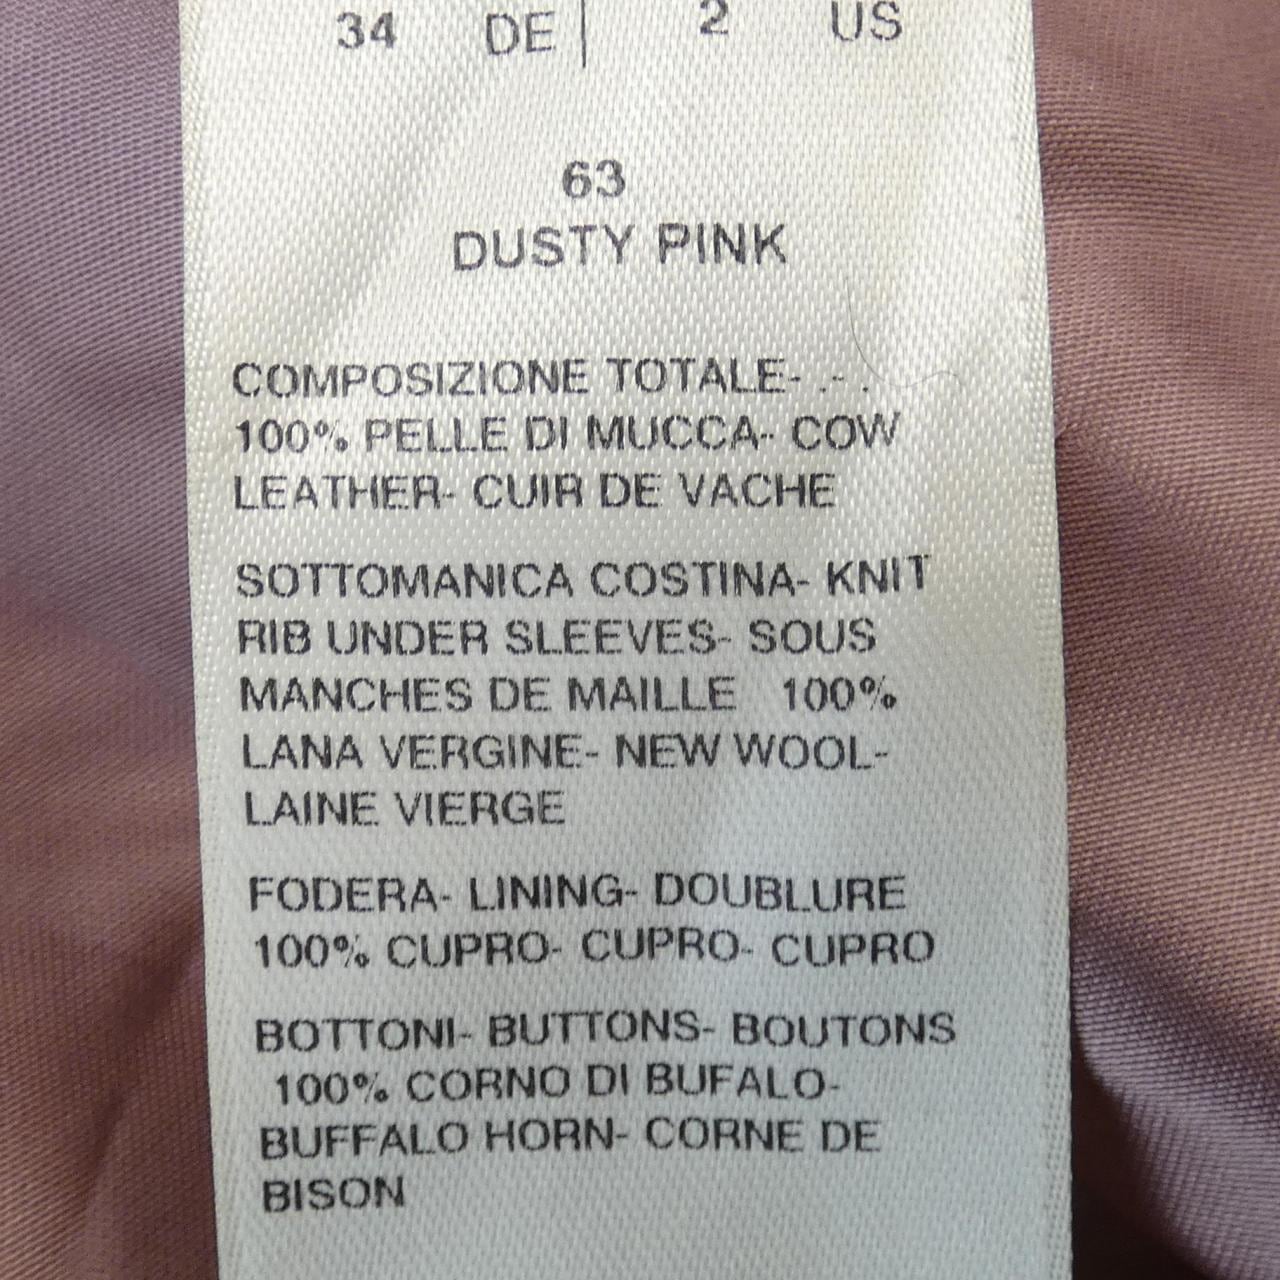 34 DE | 2 US
63
DUSTY PINK
COMPOSIZIONE TOTALE- .- .
100% PELLE DI MUCCA- COW
LEATHER- CUIR DE VACHE
SOTTOMANICA COSTINA- KNIT
RIB UNDER SLEEVES- SOUS
MANCHES DE MAILLE 100%
LANA VERGINE- NEW WOOL-
LAINE VIERGE
FODERA- LINING- DOUBLURE
100% CUPRO- CUPRO- CUPRO
BOTTONI- BUTTONS- BOUTONS
100% CORNO DI BUFALO-
BUFFALO HORN- CORNE DE
BISON